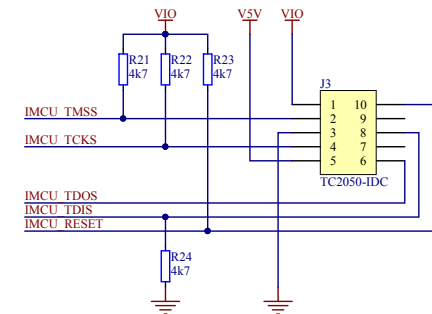 VIO V5V VIO
R21 R22 R23
4k7 4k7 4k7
J3
1 10
2 9
3 8
4 7
5 6
TC2050-IDC
IMCU_TMSS
IMCU_TCKS
IMCU_TDOS
IMCU_TDIS
IMCU_RESET
R24
4k7